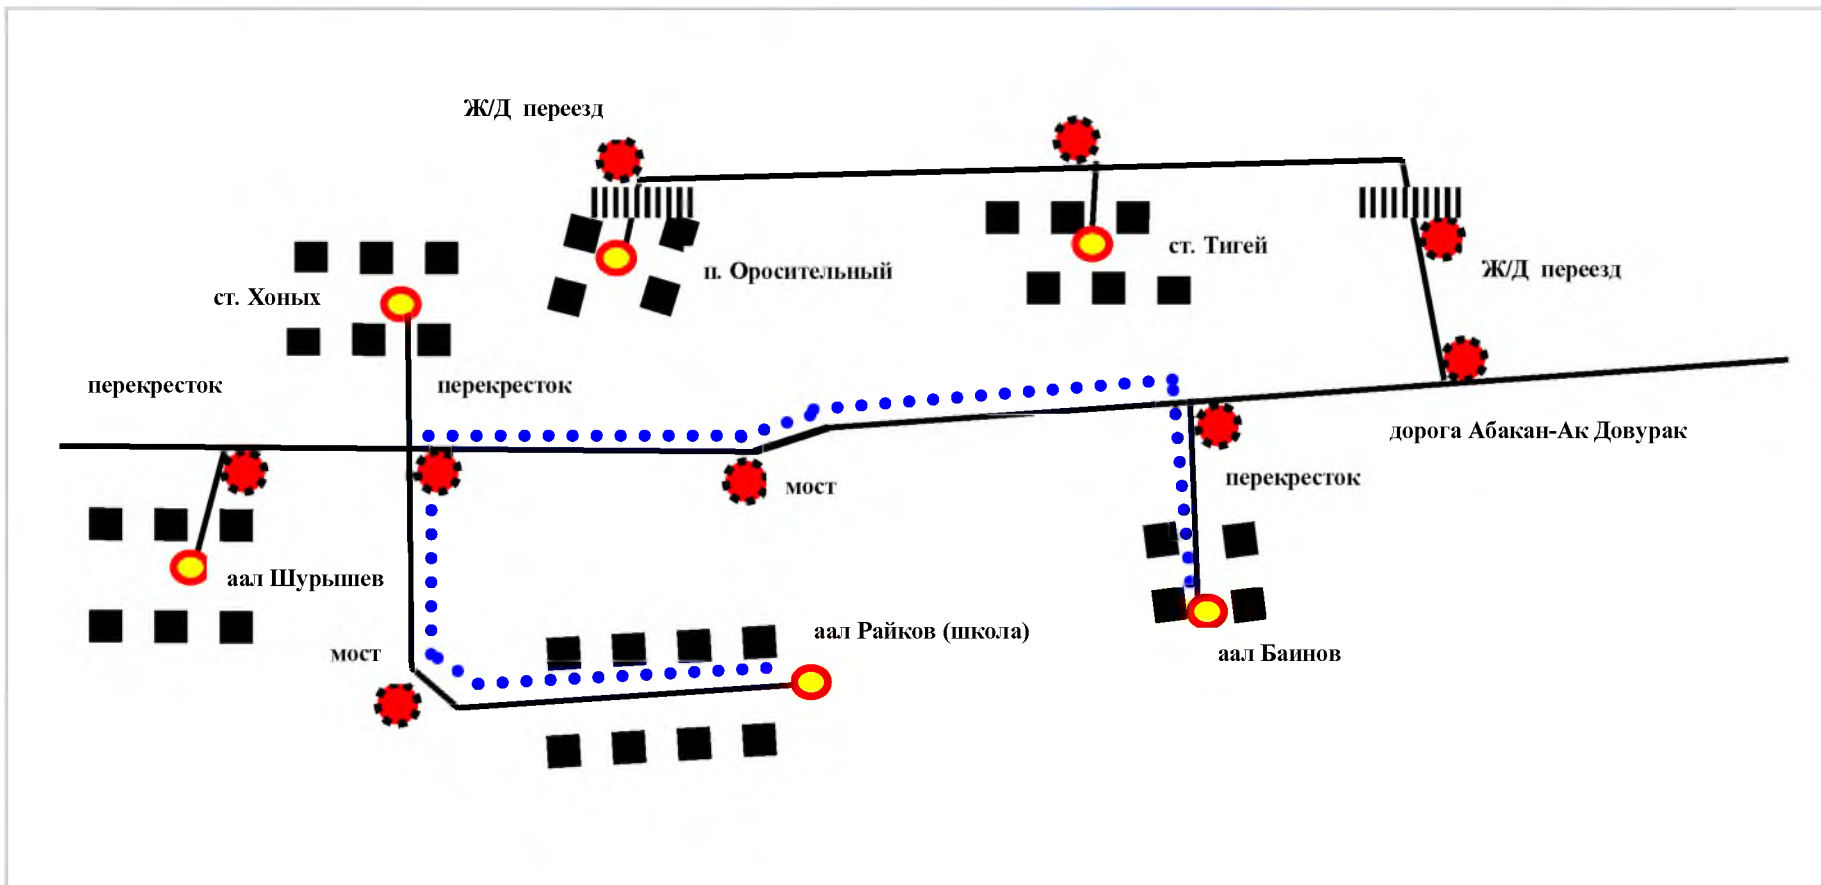 Ж/Д переезд
ст. Тигей
п. Оросительный
Ж/Д переезд
ст. Хоных
перекресток
перекресток
дорога Абакан-Ак Довурак
перекресток
мост
аал Шурышев
аал Райков (школа)
мост
аал Баинов